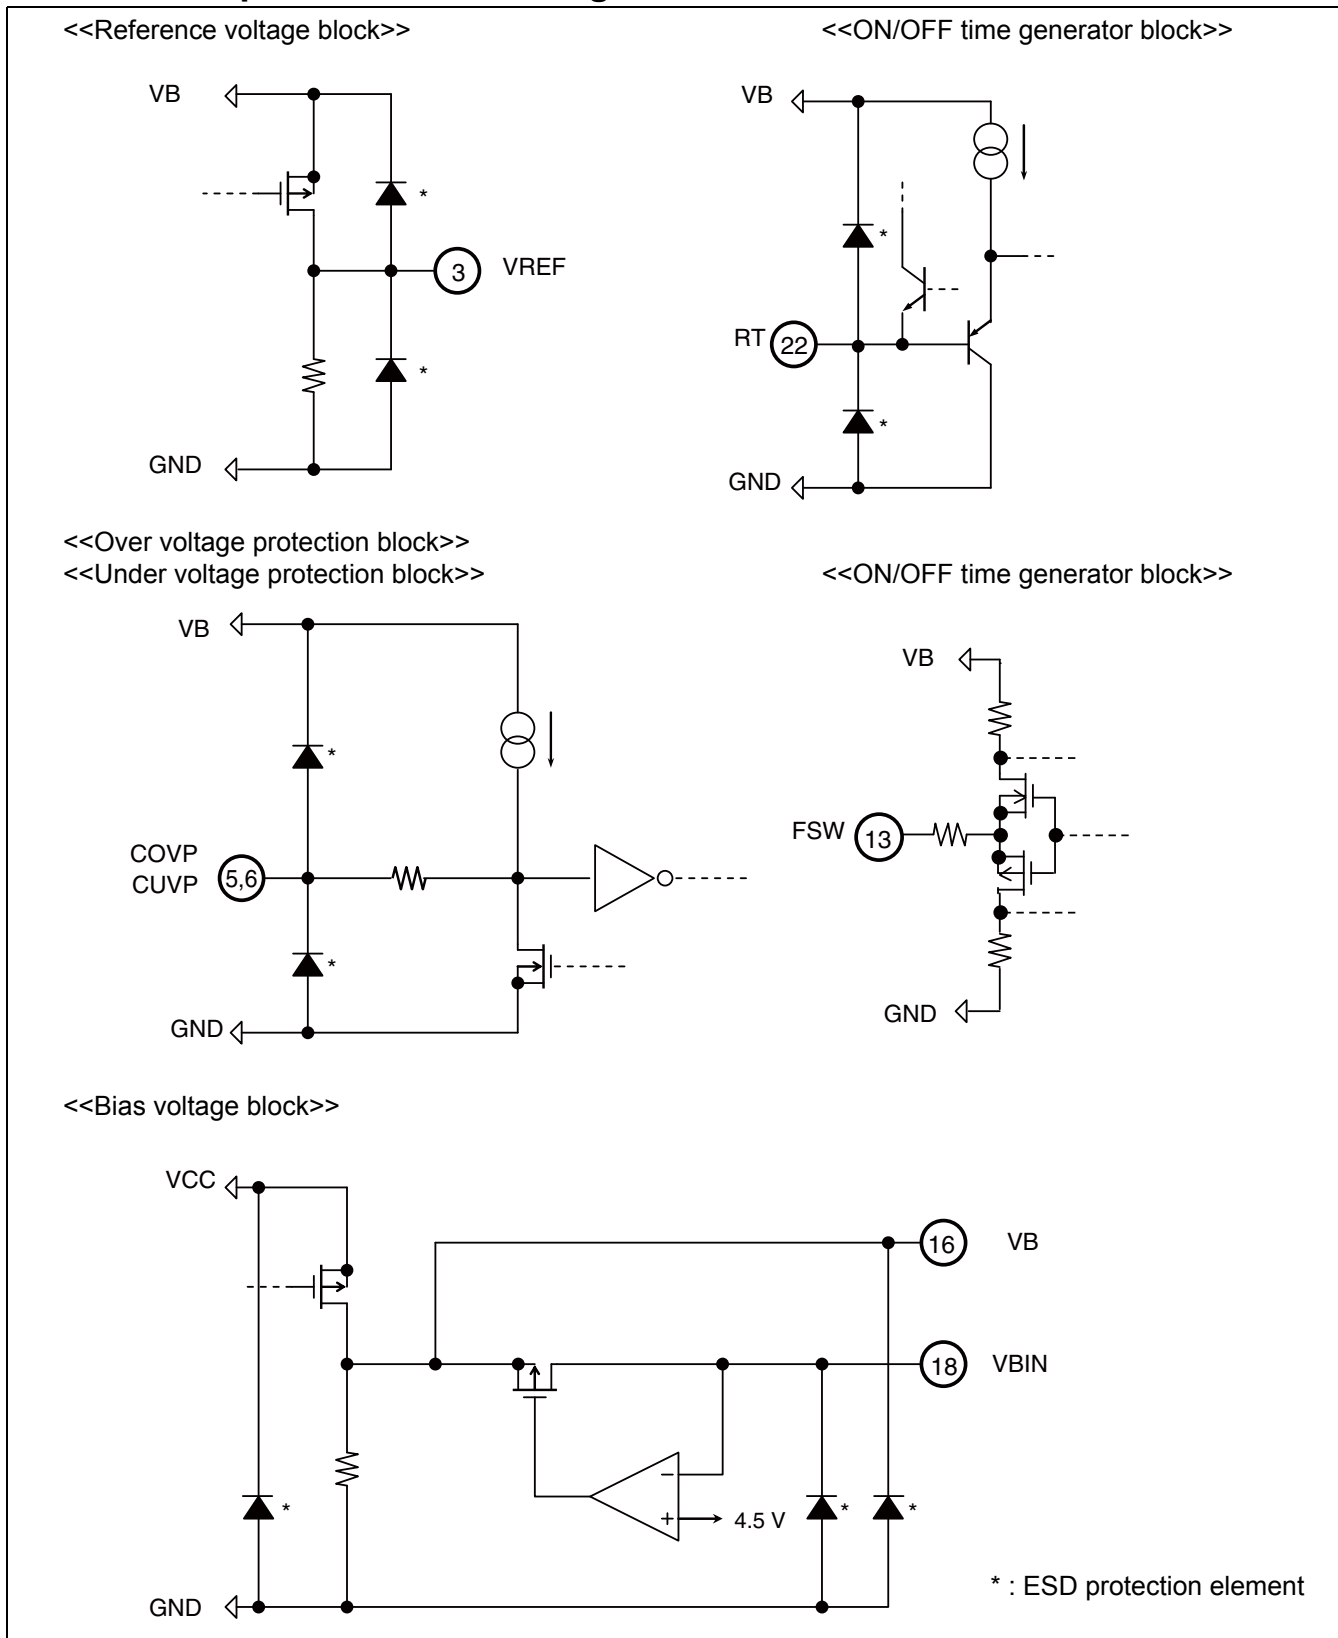 <<Reference voltage block>>
VB
*
3 VREF
*
GND
<<ON/OFF time generator block>>
VB
*
RT 22
*
GND
<<Over voltage protection block>>
<<Under voltage protection block>>
VB
*
COVP
CUVP
5,6
*
GND
<<ON/OFF time generator block>>
VB
FSW 13
GND
<<Bias voltage block>>
VCC
16 VB
18 VBIN
−
+ 4.5 V
* * *
GND
* : ESD protection element